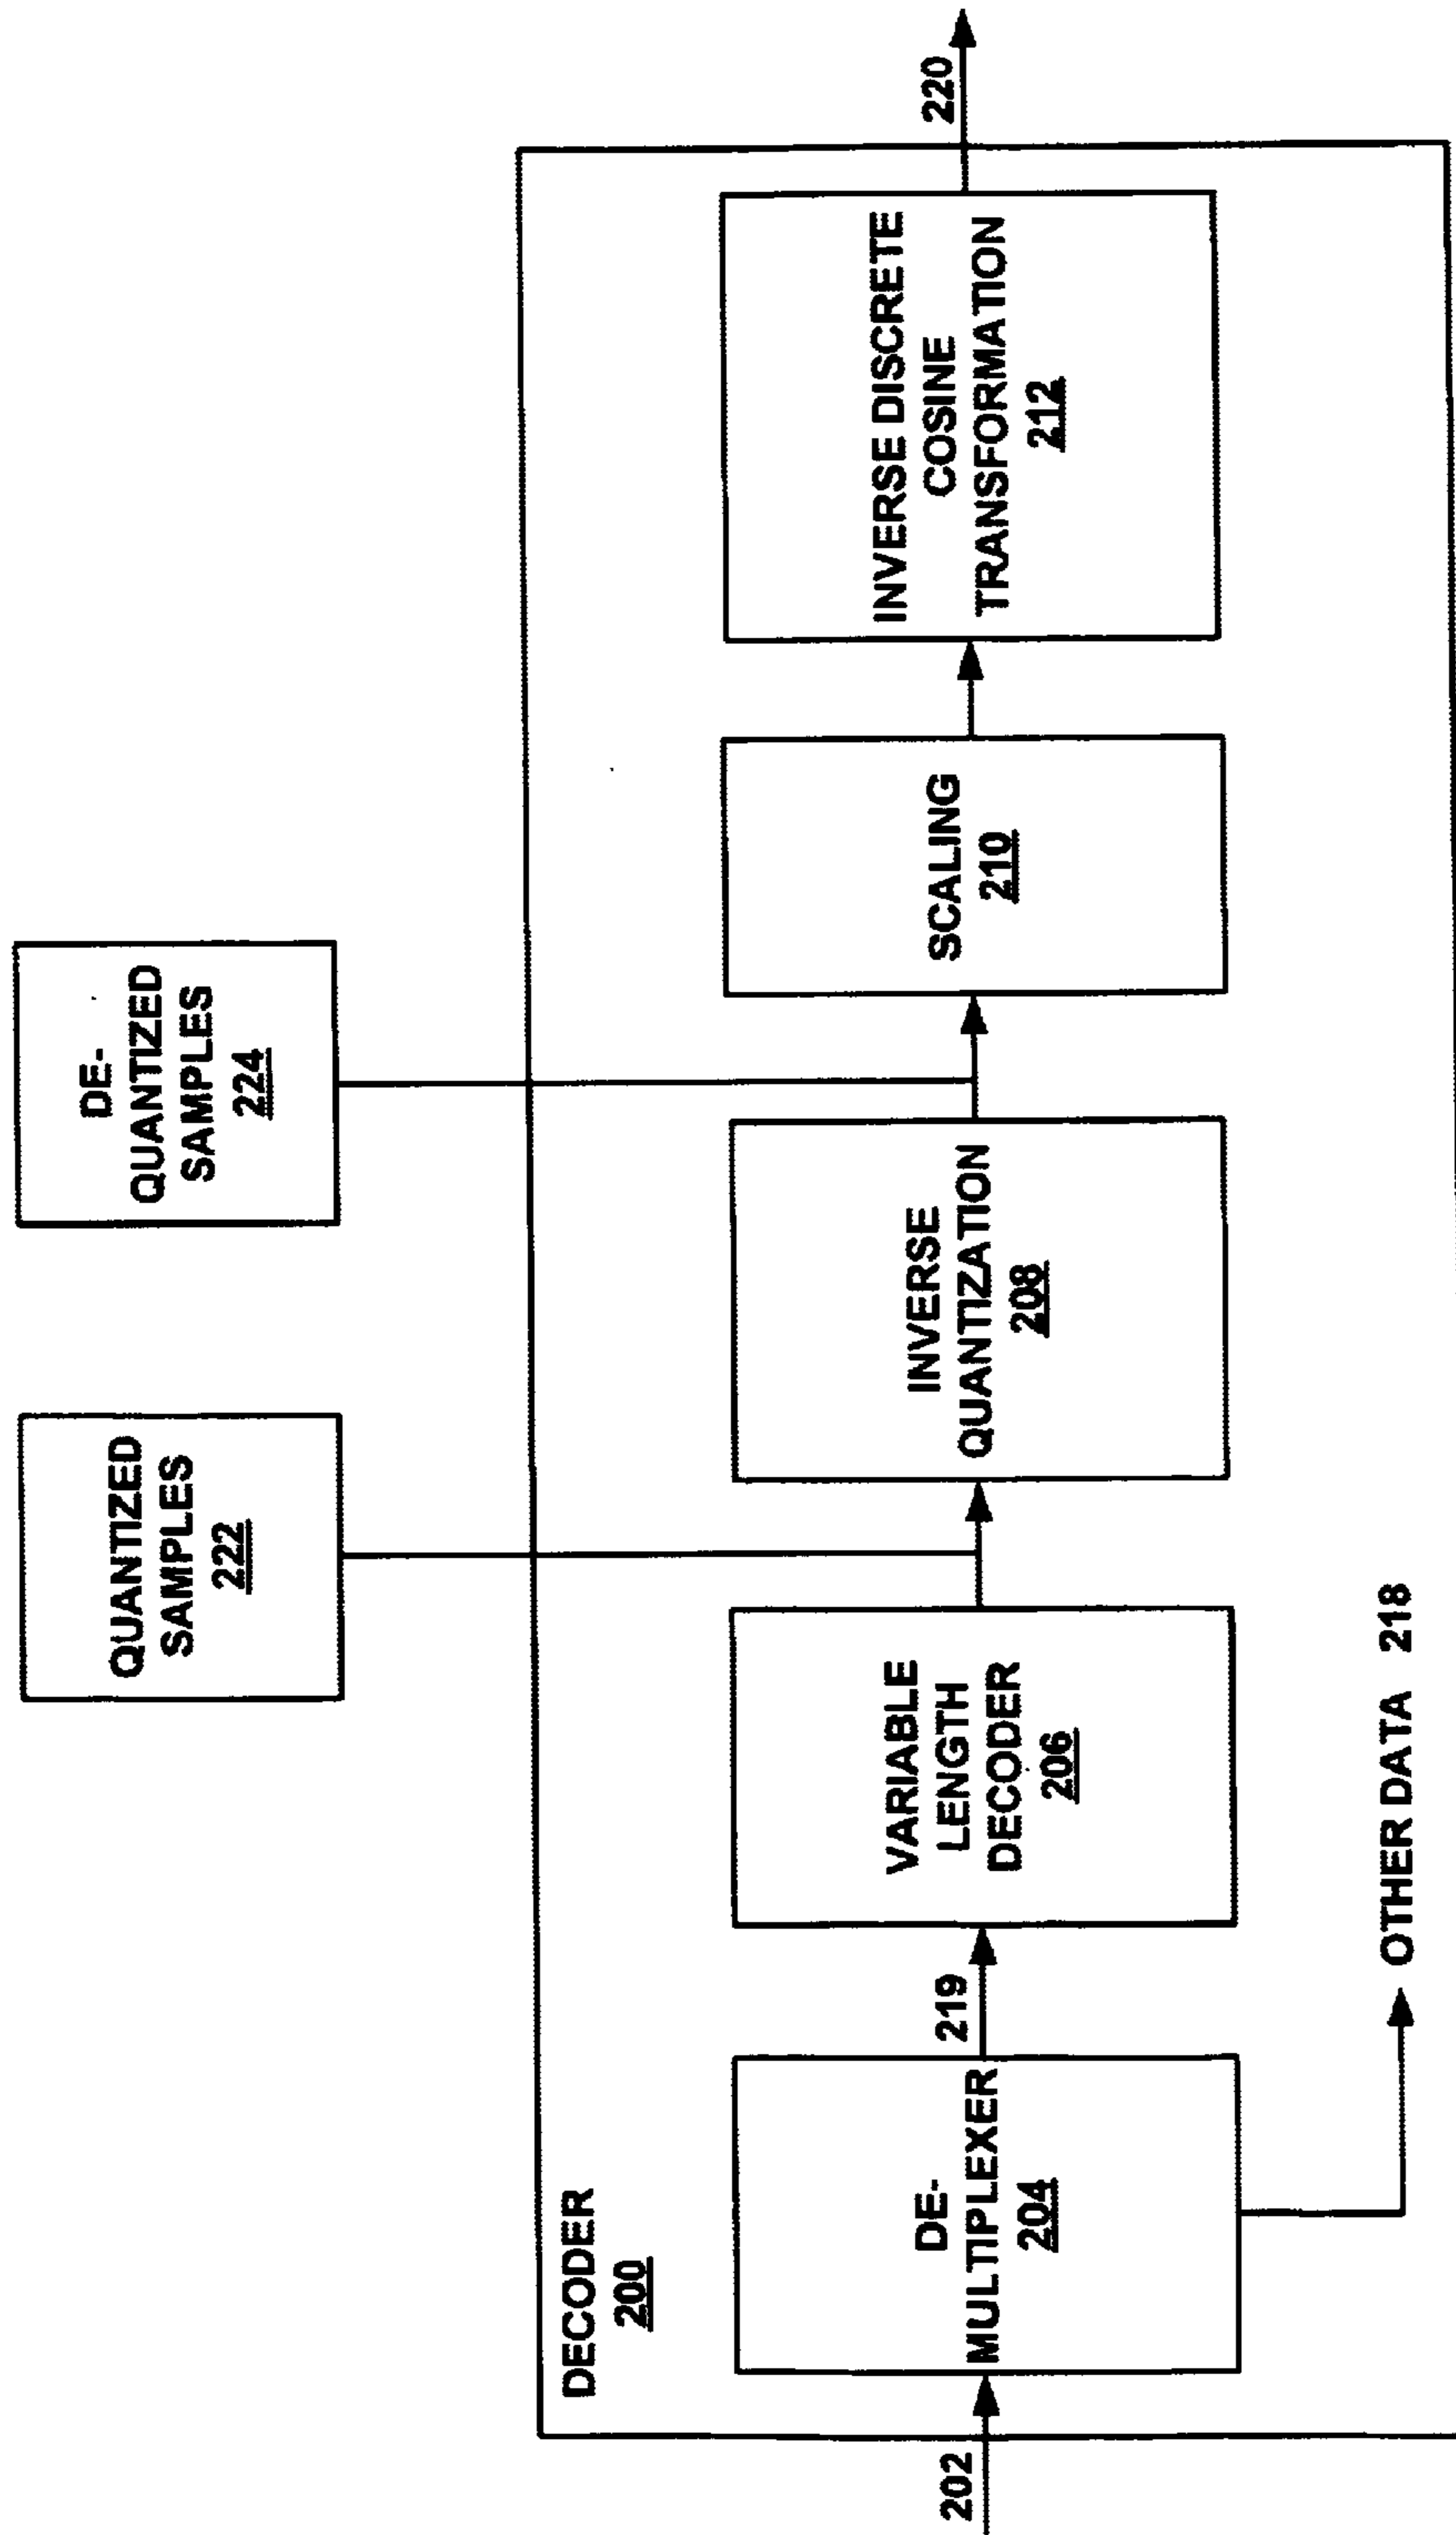 QUANTIZED
SAMPLES
222
DE-
QUANTIZED
SAMPLES
224
DECODER
200
202
DE-
MULTIPLEXER
204
219
VARIABLE
LENGTH
DECODER
206
INVERSE
QUANTIZATION
208
SCALING
210
INVERSE DISCRETE
COSINE
TRANSFORMATION
212
220
OTHER DATA 218